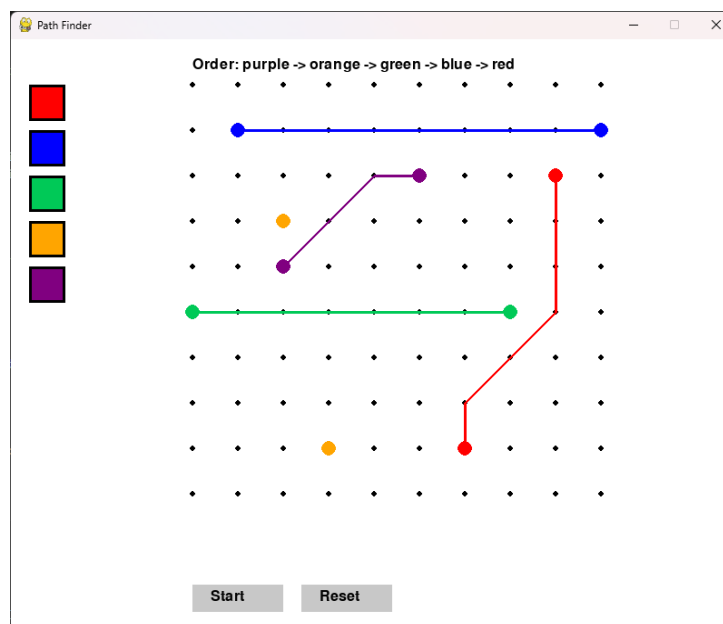 Path Finder
Order: purple -> orange -> green -> blue -> red
Start
Reset